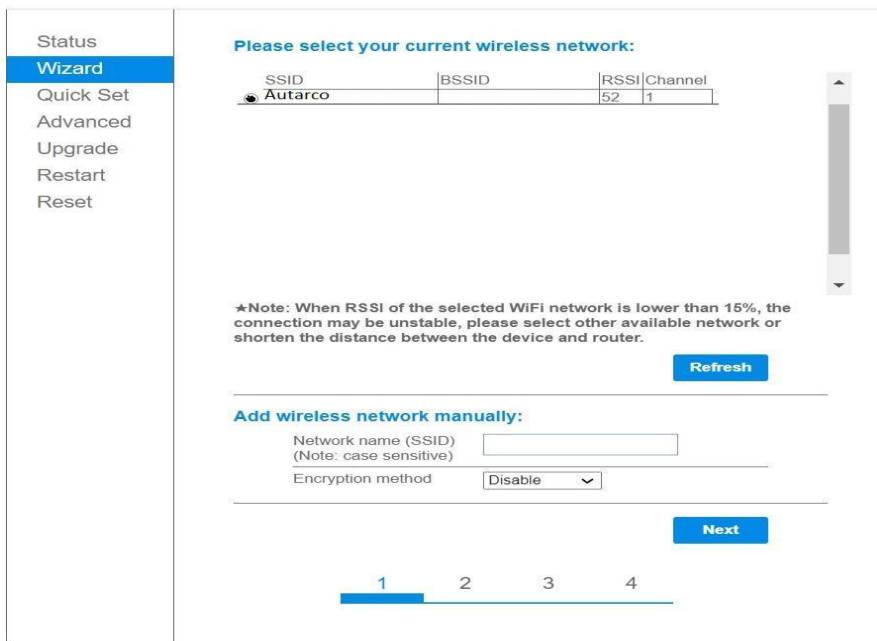 Status
Wizard
Quick Set
Advanced
Upgrade
Restart
Reset
Please select your current wireless network:
SSID BSSID RSSI Channel
Autarco 52 1
★Note: When RSSI of the selected WiFi network is lower than 15%, the
connection may be unstable, please select other available network or
shorten the distance between the device and router.
Refresh
Add wireless network manually:
Network name (SSID)
(Note: case sensitive)
Encryption method Disable
Next
1 2 3 4